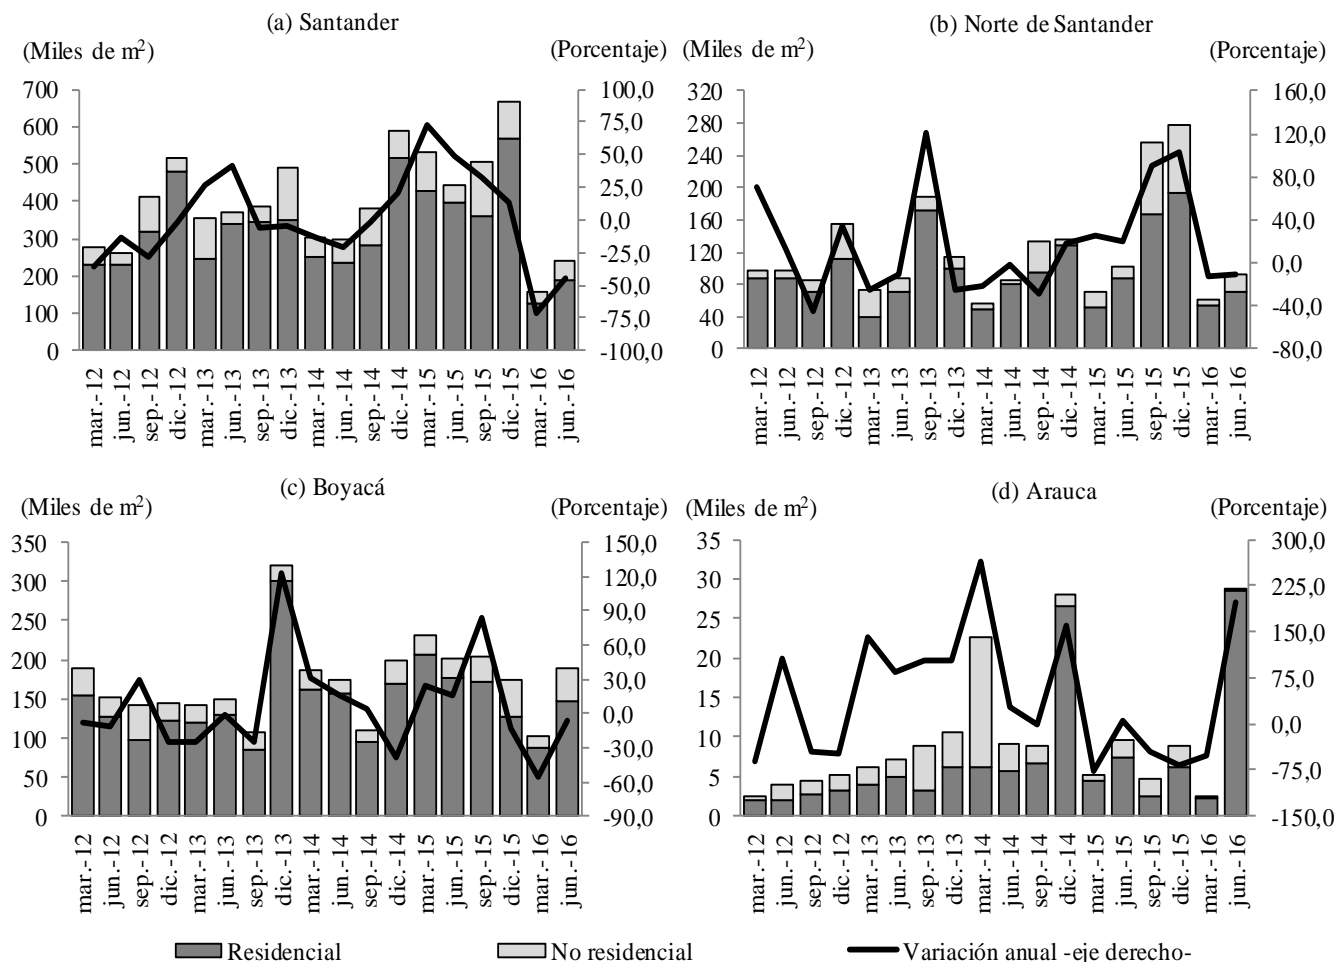 (a) Santander
(Miles de m²)
(Porcentaje)
700
600
500
400
300
200
100
0
100,0
75,0
50,0
25,0
0,0
-25,0
-50,0
-75,0
-100,0
mar.-12
jun.-12
sep.-12
dic.-12
mar.-13
jun.-13
sep.-13
dic.-13
mar.-14
jun.-14
sep.-14
dic.-14
mar.-15
jun.-15
sep.-15
dic.-15
mar.-16
jun.-16
(b) Norte de Santander
(Miles de m²)
(Porcentaje)
320
280
240
200
160
120
80
40
0
160,0
120,0
80,0
40,0
0,0
-40,0
-80,0
mar.-12
jun.-12
sep.-12
dic.-12
mar.-13
jun.-13
sep.-13
dic.-13
mar.-14
jun.-14
sep.-14
dic.-14
mar.-15
jun.-15
sep.-15
dic.-15
mar.-16
jun.-16
(c) Boyacá
(Miles de m²)
(Porcentaje)
350
300
250
200
150
100
50
0
150,0
120,0
90,0
60,0
30,0
0,0
-30,0
-60,0
-90,0
mar.-12
jun.-12
sep.-12
dic.-12
mar.-13
jun.-13
sep.-13
dic.-13
mar.-14
jun.-14
sep.-14
dic.-14
mar.-15
jun.-15
sep.-15
dic.-15
mar.-16
jun.-16
(d) Arauca
(Miles de m²)
(Porcentaje)
35
30
25
20
15
10
5
0
300,0
225,0
150,0
75,0
0,0
-75,0
-150,0
mar.-12
jun.-12
sep.-12
dic.-12
mar.-13
jun.-13
sep.-13
dic.-13
mar.-14
jun.-14
sep.-14
dic.-14
mar.-15
jun.-15
sep.-15
dic.-15
mar.-16
jun.-16
Residencial
No residencial
Variación anual -eje derecho-